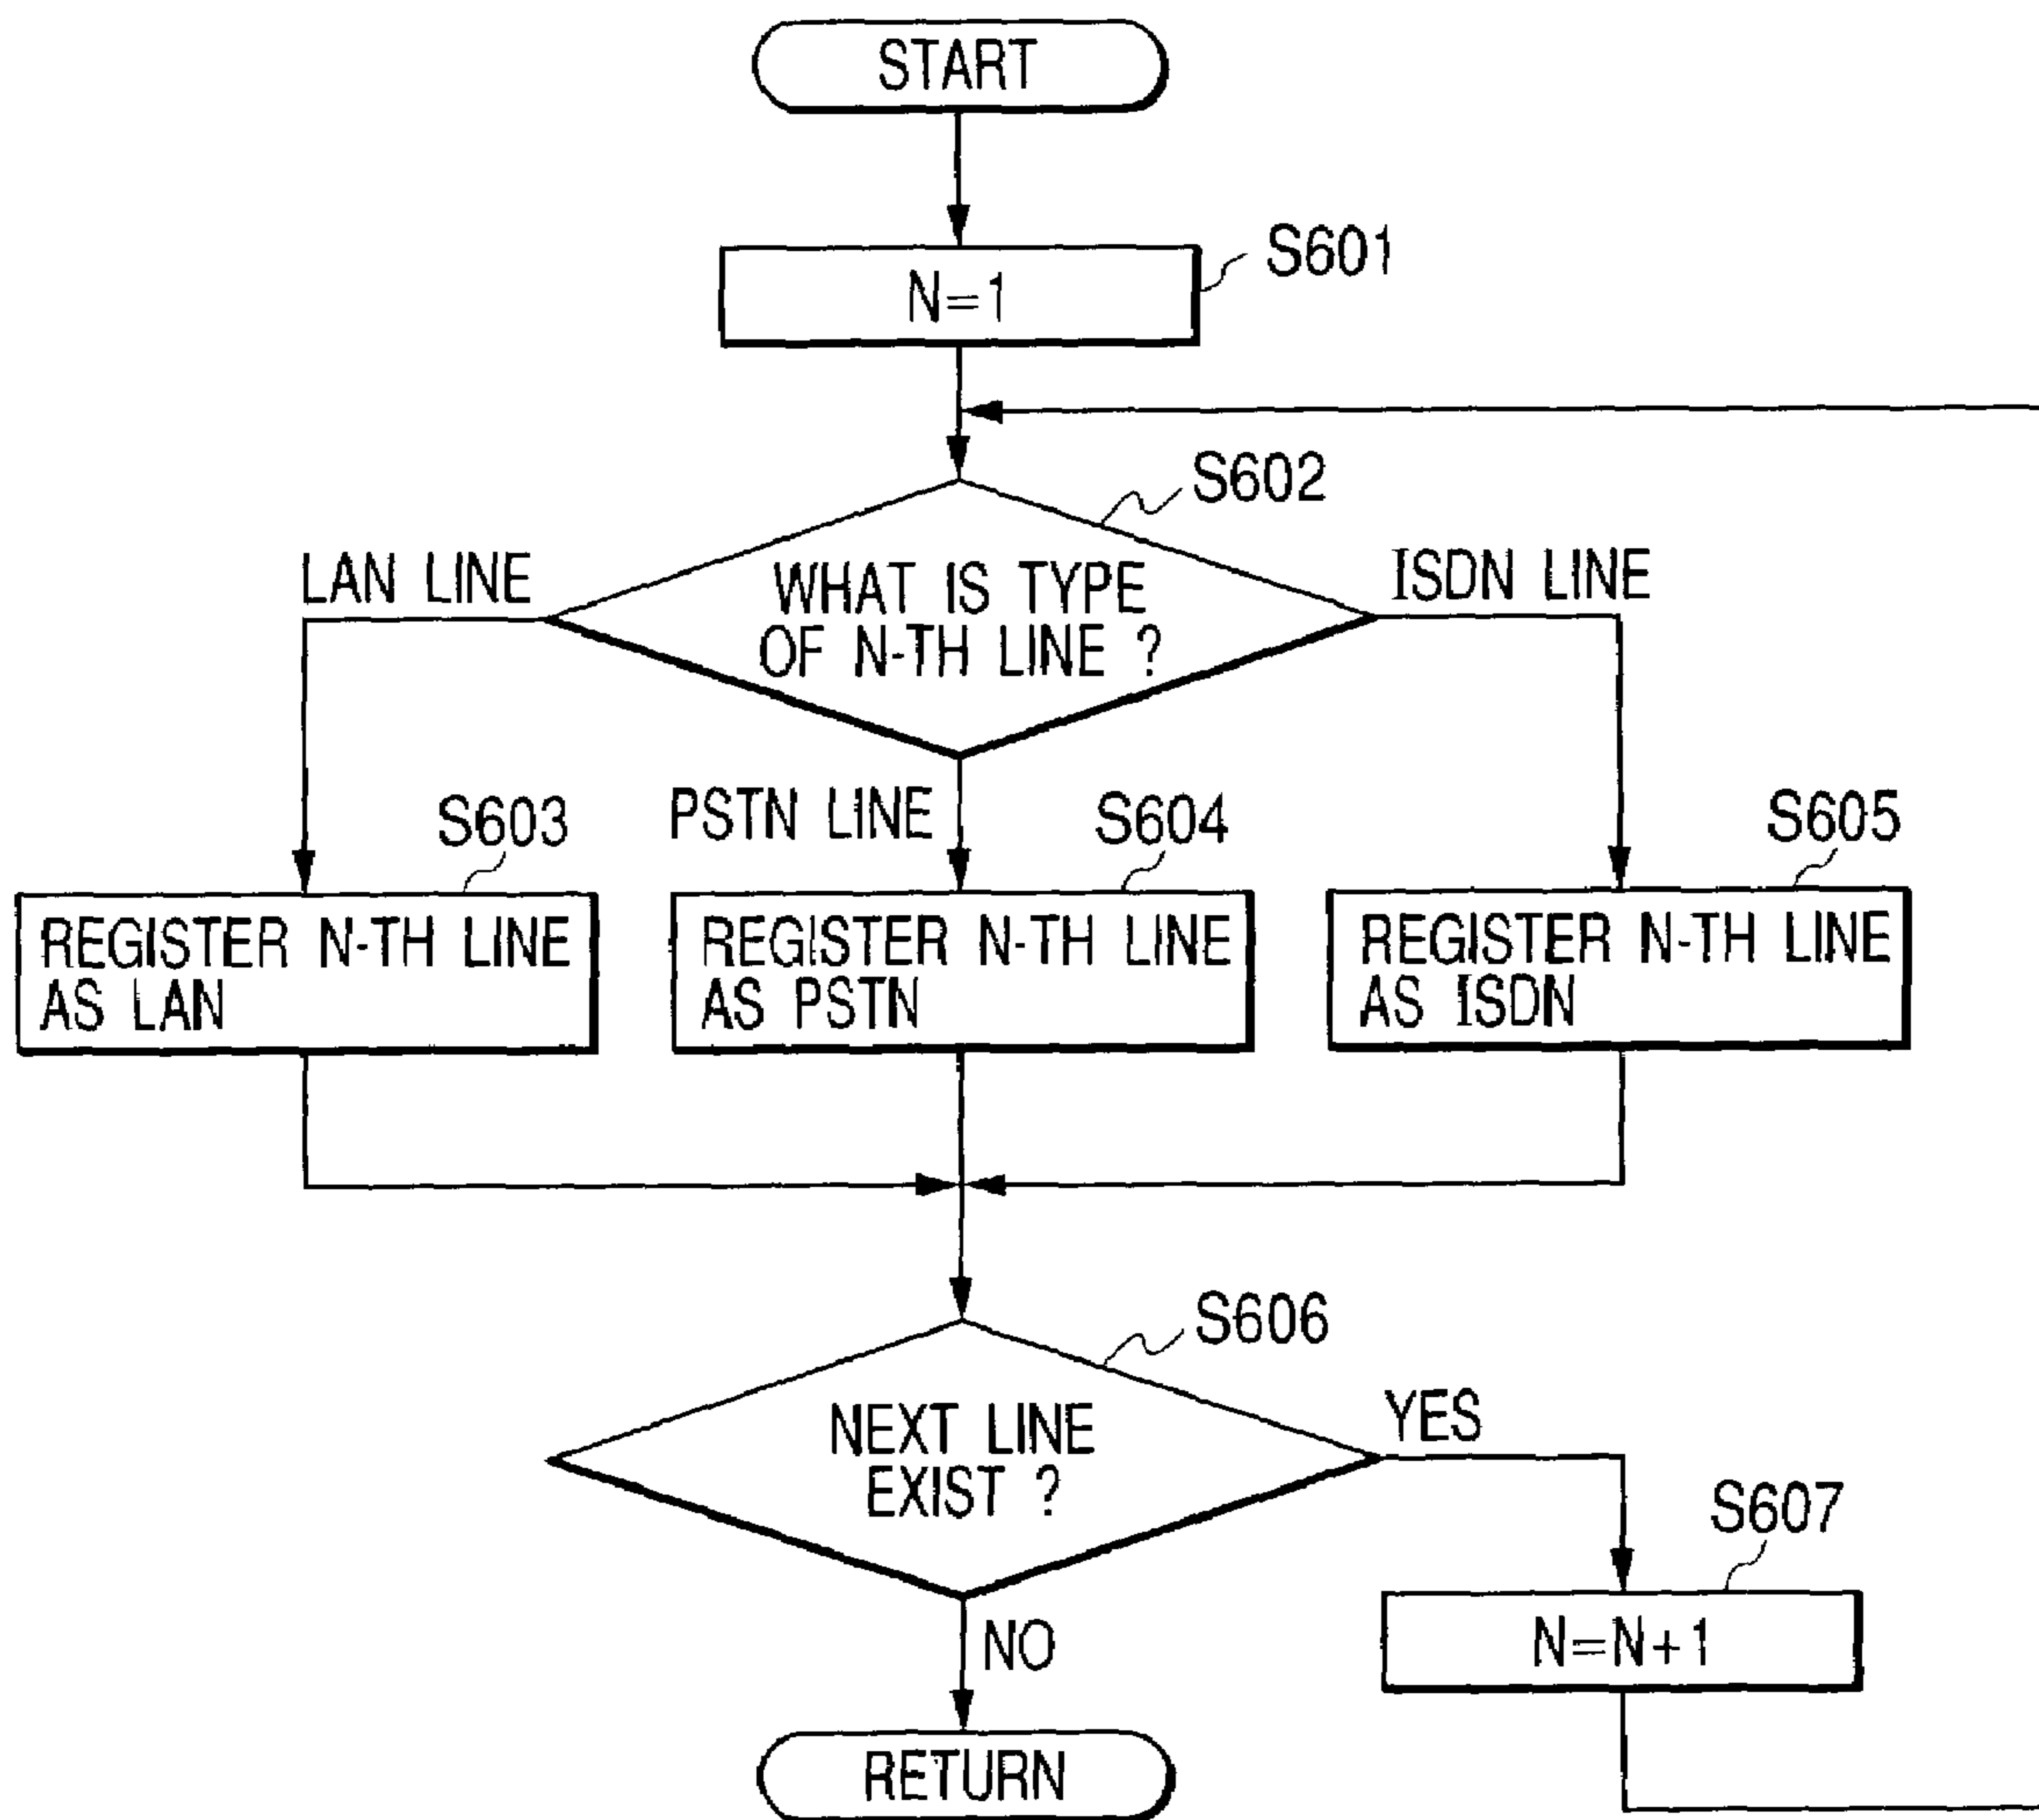 START
N=1
S601
S602
LAN LINE
WHAT IS TYPE
OF N-TH LINE ?
ISDN LINE
PSTN LINE
S603
S604
S605
REGISTER N-TH LINE
AS LAN
REGISTER N-TH LINE
AS PSTN
REGISTER N-TH LINE
AS ISDN
S606
NEXT LINE
EXIST ?
YES
S607
N=N+1
NO
RETURN